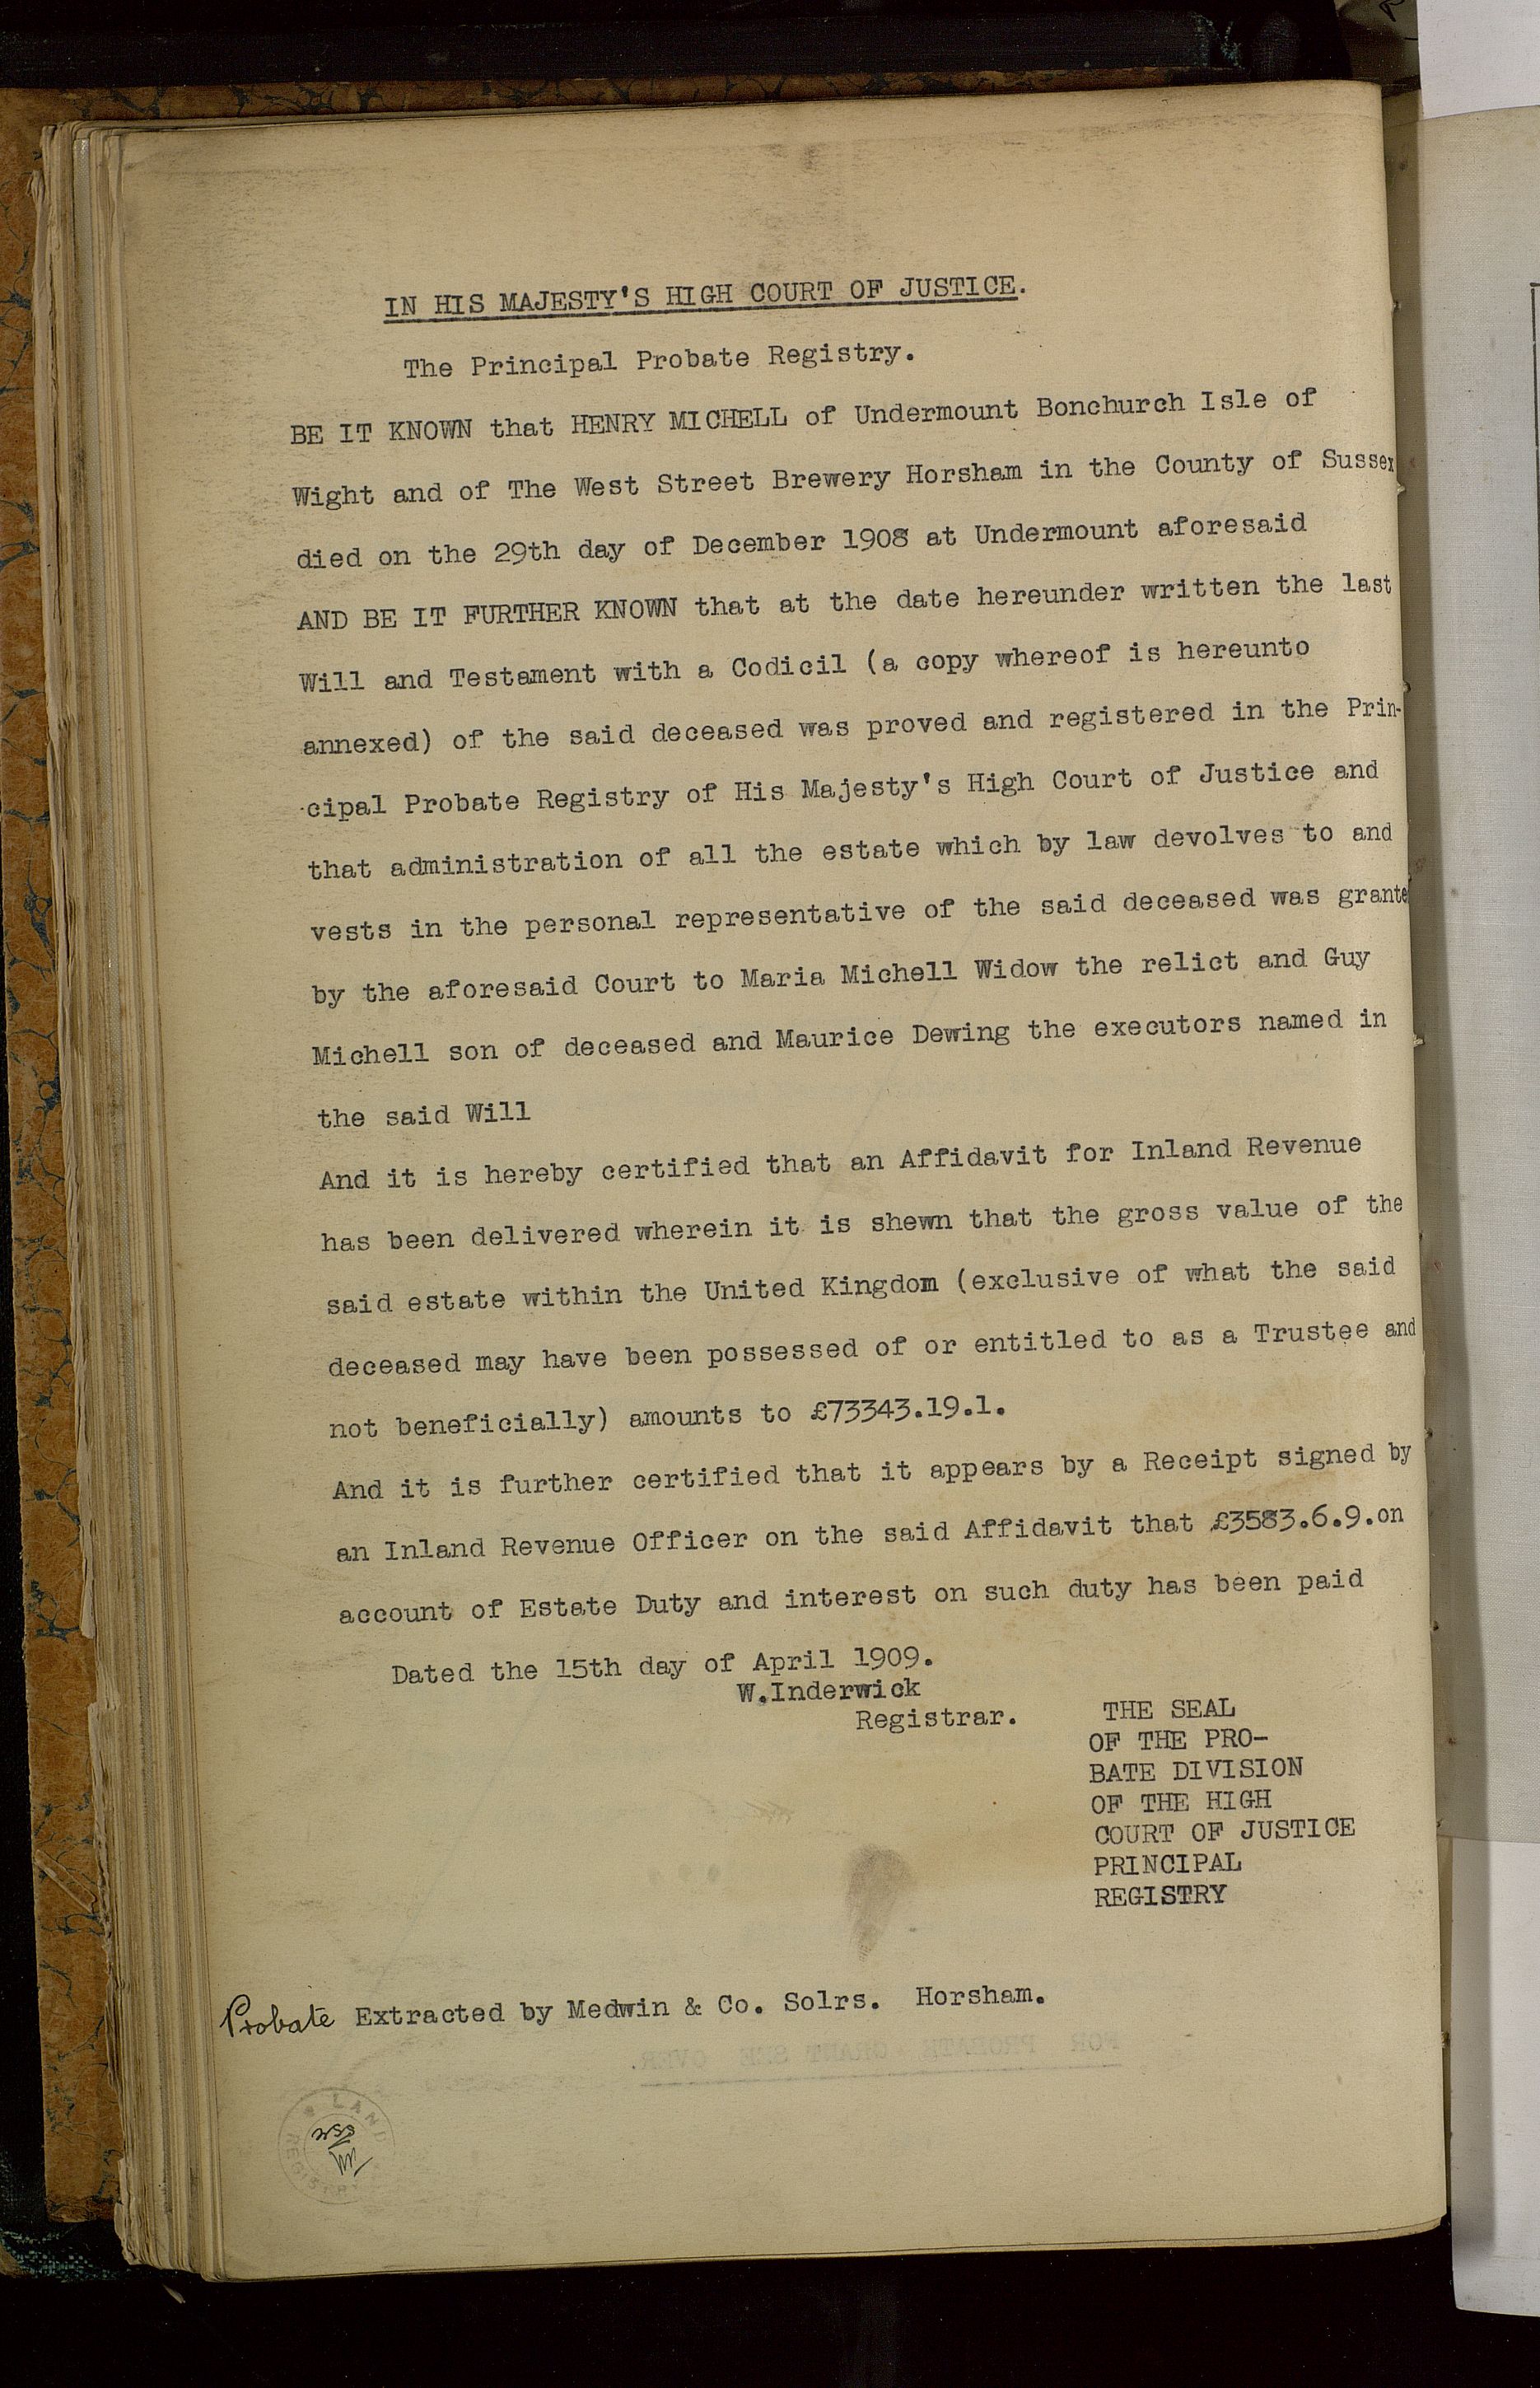 IN HIS MAJESTY'S HIGH COURT OF JUSTICE.
The Principal Probate Registry.
BE IT KNOWN that HENRY MICHELL of Undermount Bonchurch Isle of
Wight and of The West Street Brewery Horsham in the County of Sussex
died on the 29th day of December 1908 at Undermount aforesaid
AND BE IT FURTHER KNOWN that at the date hereunder written the last
Will and Testament with a Codicil (a copy whereof is hereunto
annexed) of the said deceased was proved and registered in the Prin-
-cipal Probate Registry of His Majesty's High Court of Justice and
that administration of all the estate which by law devolves to and
vests in the personal representative of the said deceased was granted
by the aforesaid Court to Maria Michell Widow the relict and Guy
Michell son of deceased and Maurice Dewing the executors named in
the said Will
And it is hereby certified that an Affidavit for Inland Revenue
has been delivered wherein it is shewn that the gross value of the
said estate within the United Kingdom (exclusive of what the said
deceased may have been possessed of or entitled to as a Trustee and
not beneficially) amounts to £73343.19.1.
And it is further certified that it appears by a Receipt signed by
an Inland Revenue Officer on the said Affidavit that £3583.6.9.on
account of Estate Duty and interest on such duty has been paid
Dated the 15th day of April 1909.
W.Inderwick
Registrar.
THE SEAL
OF THE PRO-
BATE DIVISION
OF THE HIGH
COURT OF JUSTICE
PRINCIPAL
REGISTRY
Probate Extracted by Medwin & Co. Solrs. Horsham.
FOR PROBATE GRANT SEE OVER.
LAND REGISTRY